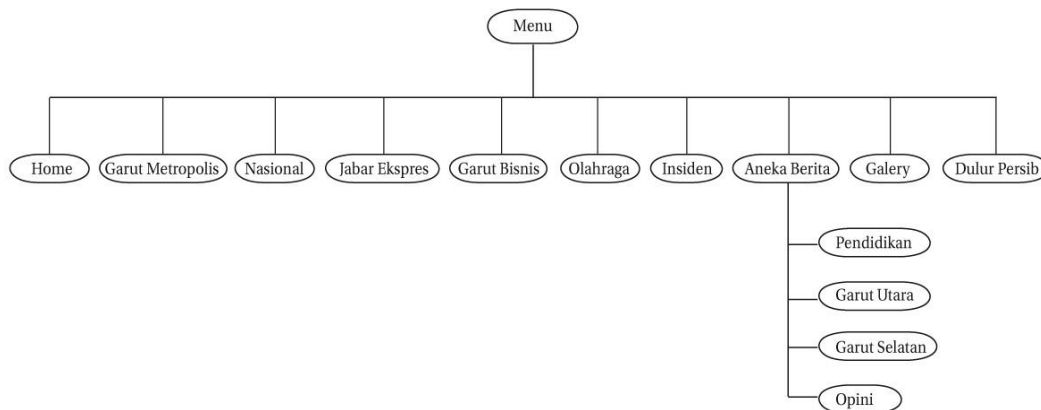 Menu
Home
Garut Metropolis
Nasional
Jabar Ekspres
Garut Bisnis
Olahraga
Insiden
Aneka Berita
Galery
Dulur Persib
Pendidikan
Garut Utara
Garut Selatan
Opini